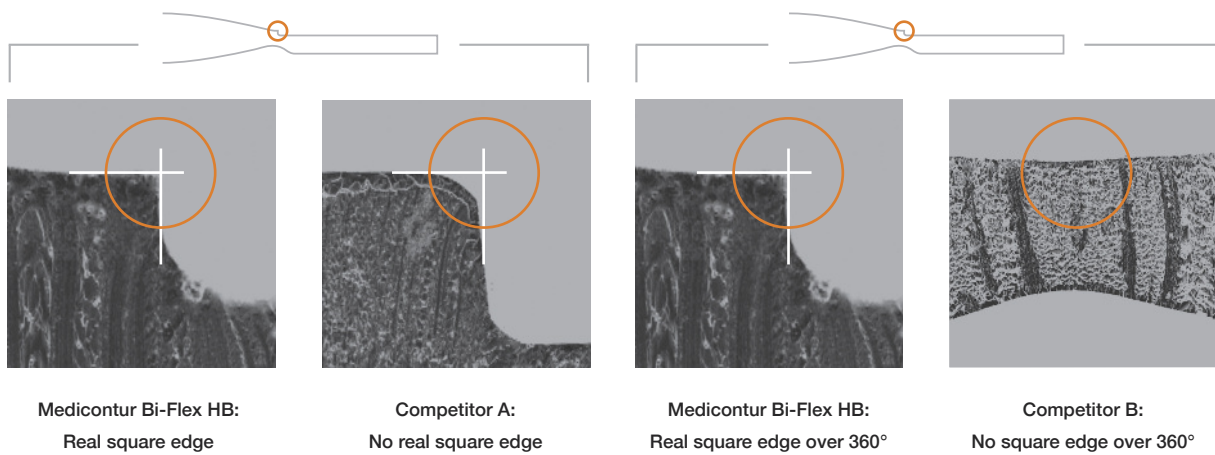 Medicontur Bi-Flex HB:
Real square edge
Competitor A:
No real square edge
Medicontur Bi-Flex HB:
Real square edge over 360°
Competitor B:
No square edge over 360°